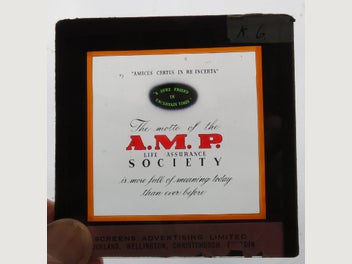 K.6
"AMICUS CERTUS IN RE INCERTA"
A SURE FRIEND
IN
UNCERTAIN TIMES
The motto of the
A.M.P.
LIFE ASSURANCE
SOCIETY
is more full of meaning today
than ever before
SCREENS ADVERTISING LIMITED
WELLINGTON, CHRISTCHURCH